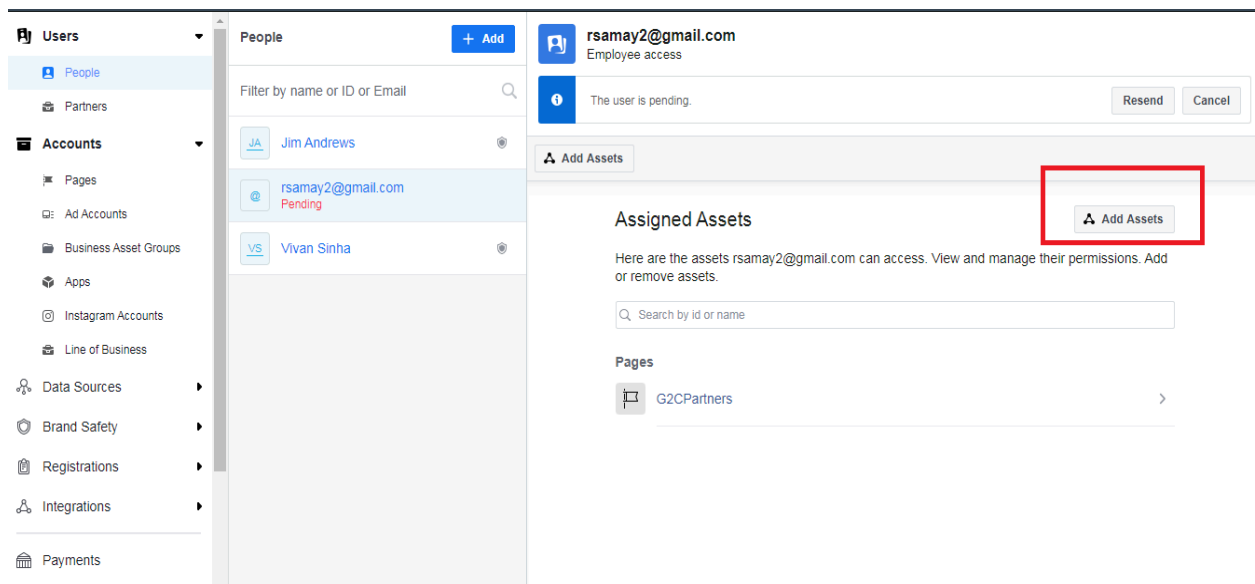 Users
People
Partners
Accounts
Pages
Ad Accounts
Business Asset Groups
Apps
Instagram Accounts
Line of Business
Data Sources
Brand Safety
Registrations
Integrations
Payments
People
+ Add
Filter by name or ID or Email
JA
Jim Andrews
@
rsamay2@gmail.com
Pending
VS
Vivan Sinha
rsamay2@gmail.com
Employee access
The user is pending.
Resend
Cancel
Add Assets
Assigned Assets
Add Assets
Here are the assets rsamay2@gmail.com can access. View and manage their permissions. Add
or remove assets.
Search by id or name
Pages
G2CPartners